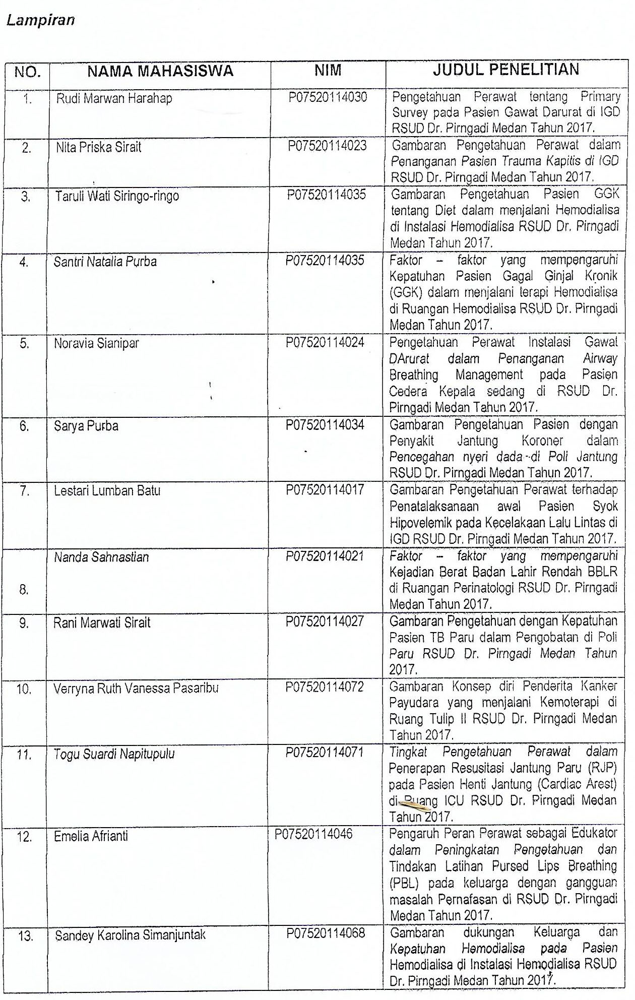 Lampiran
NO. NAMA MAHASISWA NIM JUDUL PENELITIAN
1. Rudi Marwan Harahap P07520114030 Pengetahuan Perawat tentang Primary
Survey pada Pasien Gawat Darurat di IGD
RSUD Dr. Pirngadi Medan Tahun 2017.
2. Nita Priska Sirait P07520114023 Gambaran Pengetahuan Perawat dalam
Penanganan Pasien Trauma Kapitis di IGD
RSUD Dr. Pirngadi Medan Tahun 2017.
3. Taruli Wati Siringo-ringo P07520114035 Gambaran Pengetahuan Pasien GGK
tentang Diet dalam menjalani Hemodialisa
di Instalasi Hemodialisa RSUD Dr. Pirngadi
Medan Tahun 2017.
4. Santri Natalia Purba P07520114035 Faktor – faktor yang mempengaruhi
Kepatuhan Pasien Gagal Ginjal Kronik
(GGK) dalam menjalani terapi Hemodialisa
di Ruangan Hemodialisa RSUD Dr. Pirngadi
Medan Tahun 2017.
5. Noravia Sianipar P07520114024 Pengetahuan Perawat Instalasi Gawat
DArurat dalam Penanganan Airway
Breathing Management pada Pasien
Cedera Kepala sedang di RSUD Dr.
Pirngadi Medan Tahun 2017.
6. Sarya Purba P07520114034 Gambaran Pengetahuan Pasien dengan
Penyakit Jantung Koroner dalam
Pencegahan nyeri dada di Poli Jantung
RSUD Dr. Pirngadi Medan Tahun 2017.
7. Lestari Lumban Batu P07520114017 Gambaran Pengetahuan Perawat terhadap
Penatalaksanaan awal Pasien Syok
Hipovelemik pada Kecelakaan Lalu Lintas di
IGD RSUD Dr. Pirngadi Medan Tahun 2017.
Nanda Sahnastian P07520114021 Faktor – faktor yang mempengaruhi
Kejadian Berat Badan Lahir Rendah BBLR
8. di Ruangan Perinatologi RSUD Dr. Pirngadi
Medan Tahun 2017.
9. Rani Marwati Sirait P07520114027 Gambaran Pengetahuan dengan Kepatuhan
Pasien TB Paru dalam Pengobatan di Poli
Paru RSUD Dr. Pirngadi Medan Tahun
2017.
10. Verryna Ruth Vanessa Pasaribu P07520114072 Gambaran Konsep diri Penderita Kanker
Payudara yang menjalani Kemoterapi di
Ruang Tulip II RSUD Dr. Pirngadi Medan
Tahun 2017.
11. Togu Suardi Napitupulu P07520114071 Tingkat Pengetahuan Perawat dalam
Penerapan Resusitasi Jantung Paru (RJP)
pada Pasien Henti Jantung (Cardiac Arest)
di Ruang ICU RSUD Dr. Pirngadi Medan
Tahun 2017.
12. Emelia Afrianti P07520114046 Pengaruh Peran Perawat sebagai Edukator
dalam Peningkatan Pengetahuan dan
Tindakan Latihan Pursed Lips Breathing
(PBL) pada keluarga dengan gangguan
masalah Pernafasan di RSUD Dr. Pirngadi
Medan Tahun 2017.
13. Sandey Karolina Simanjuntak P07520114068 Gambaran dukungan Keluarga dan
Kepatuhan Hemodialisa pada Pasien
Hemodialisa di Instalasi Hemodialisa RSUD
Dr. Pirngadi Medan Tahun 2017.